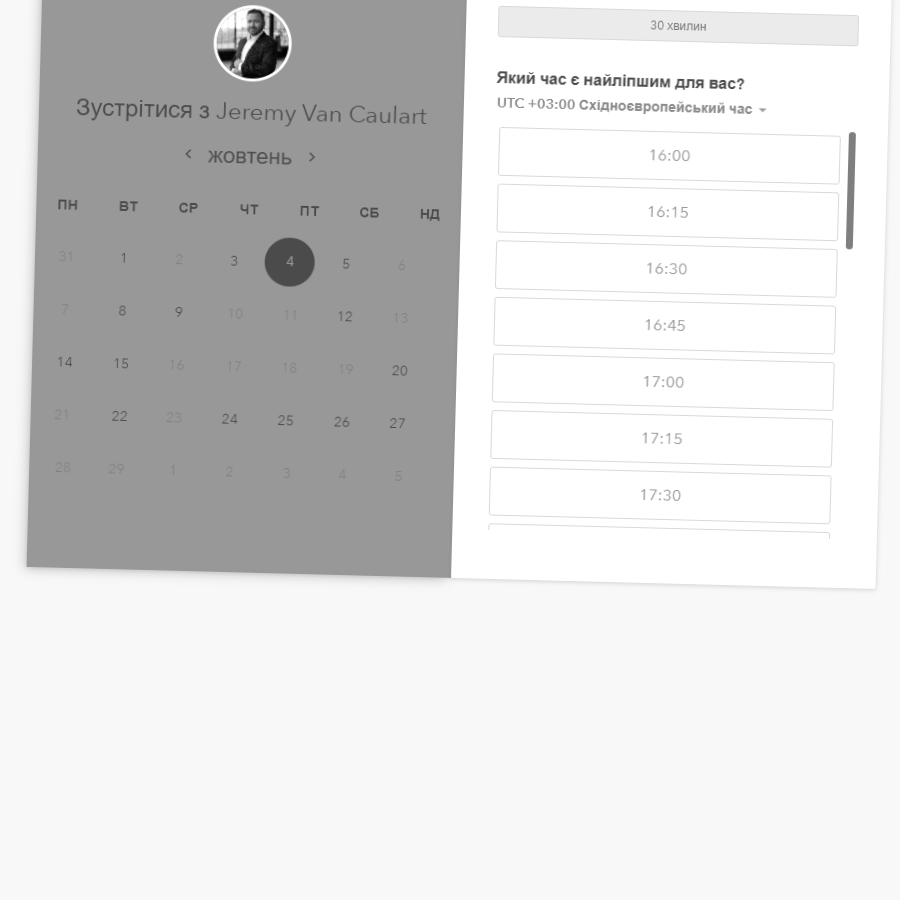 Зустрітися з Jeremy Van Caulart
жовтень
ПН ВТ СР ЧТ ПТ СБ НД
31 1 2 3 4 5 6
7 8 9 10 11 12 13
14 15 16 17 18 19 20
21 22 23 24 25 26 27
28 29 1 2 3 4 5
30 хвилин
Який час є найліпшим для вас?
UTC +03:00 Східноєвропейський час
16:00
16:15
16:30
16:45
17:00
17:15
17:30